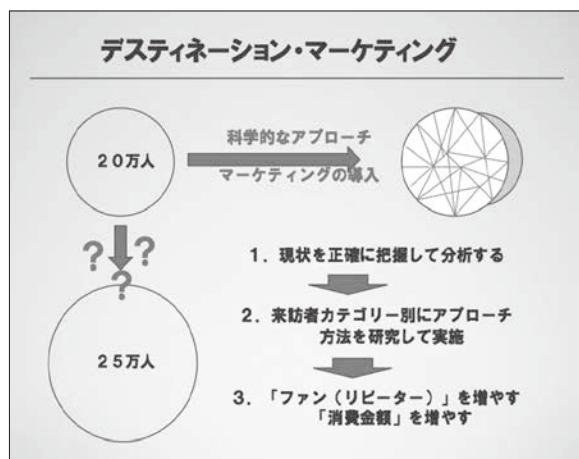 デスティネーション・マーケティング
20万人
科学的なアプローチ
マーケティングの導入
?
?
?
25万人
1. 現状を正確に把握して分析する
2. 来訪者カテゴリー別にアプローチ
方法を研究して実施
3. 「ファン(リピーター)」を増やす
「消費金額」を増やす